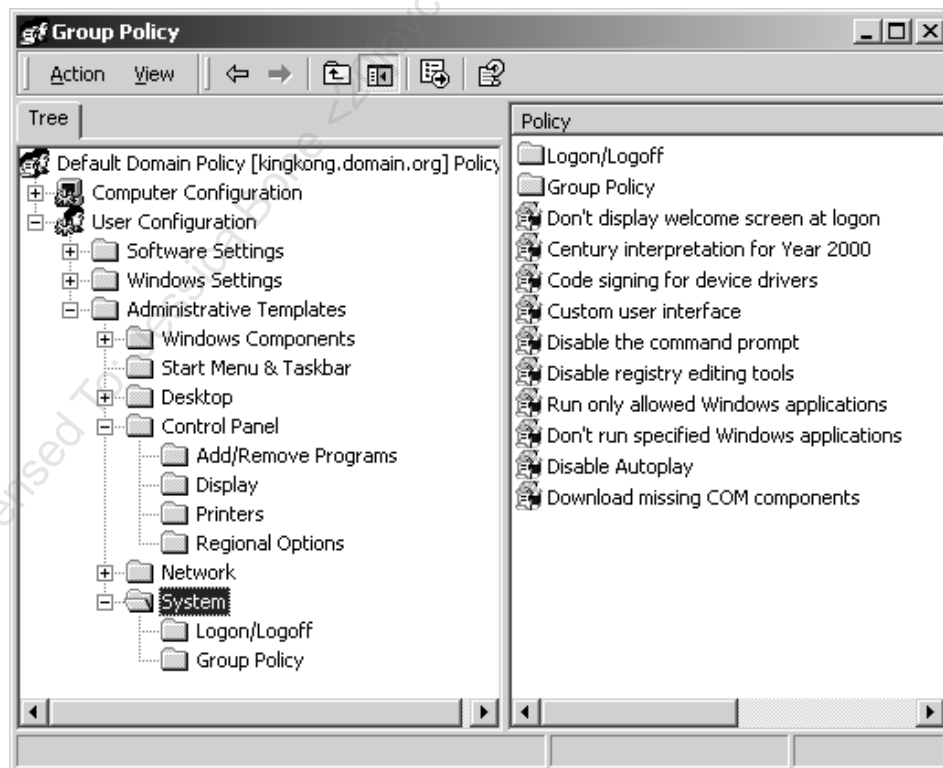 Group Policy
Action View
Tree
Default Domain Policy [kingkong.domain.org] Policy
Computer Configuration
User Configuration
Software Settings
Windows Settings
Administrative Templates
Windows Components
Start Menu & Taskbar
Desktop
Control Panel
Add/Remove Programs
Display
Printers
Regional Options
Network
System
Logon/Logoff
Group Policy
Policy
Logon/Logoff
Group Policy
Don't display welcome screen at logon
Century interpretation for Year 2000
Code signing for device drivers
Custom user interface
Disable the command prompt
Disable registry editing tools
Run only allowed Windows applications
Don't run specified Windows applications
Disable Autoplay
Download missing COM components